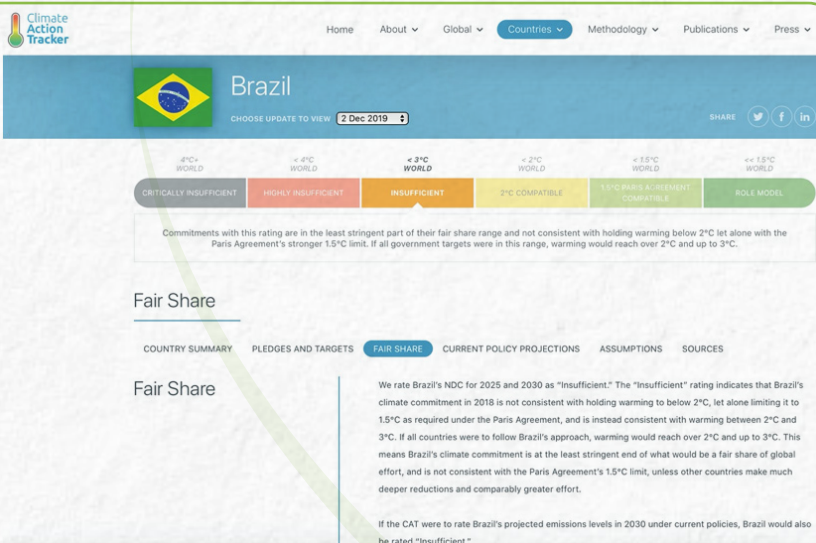 Climate
Action
Tracker
Home About Global Countries Methodology Publications Press
Brazil
CHOOSE UPDATE TO VIEW 2 Dec 2019
SHARE
4°C+
WORLD
< 4°C
WORLD
< 3°C
WORLD
< 2°C
WORLD
< 1.5°C
WORLD
<< 1.5°C
WORLD
CRITICALLY INSUFFICIENT
HIGHLY INSUFFICIENT
INSUFFICIENT
2°C COMPATIBLE
1.5°C PARIS AGREEMENT
COMPATIBLE
ROLE MODEL
Commitments with this rating are in the least stringent part of their fair share range and not consistent with holding warming below 2°C let alone with the
Paris Agreement's stronger 1.5°C limit. If all government targets were in this range, warming would reach over 2°C and up to 3°C.
Fair Share
COUNTRY SUMMARY PLEDGES AND TARGETS FAIR SHARE CURRENT POLICY PROJECTIONS ASSUMPTIONS SOURCES
Fair Share
We rate Brazil's NDC for 2025 and 2030 as “Insufficient.” The “Insufficient” rating indicates that Brazil's
climate commitment in 2018 is not consistent with holding warming to below 2°C, let alone limiting it to
1.5°C as required under the Paris Agreement, and is instead consistent with warming between 2°C and
3°C. If all countries were to follow Brazil's approach, warming would reach over 2°C and up to 3°C. This
means Brazil's climate commitment is at the least stringent end of what would be a fair share of global
effort, and is not consistent with the Paris Agreement's 1.5°C limit, unless other countries make much
deeper reductions and comparably greater effort.
If the CAT were to rate Brazil's projected emissions levels in 2030 under current policies, Brazil would also
be rated “Insufficient.”